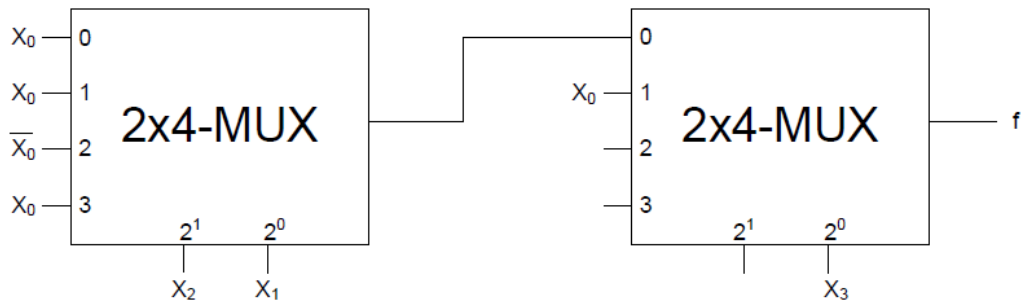 X₀ 0
X₀ 1
X̅₀ 2
X₀ 3
2x4-MUX
2¹ 2⁰
X₂ X₁
0
X₀ 1
2
3
2x4-MUX
2¹ 2⁰
X₃
f